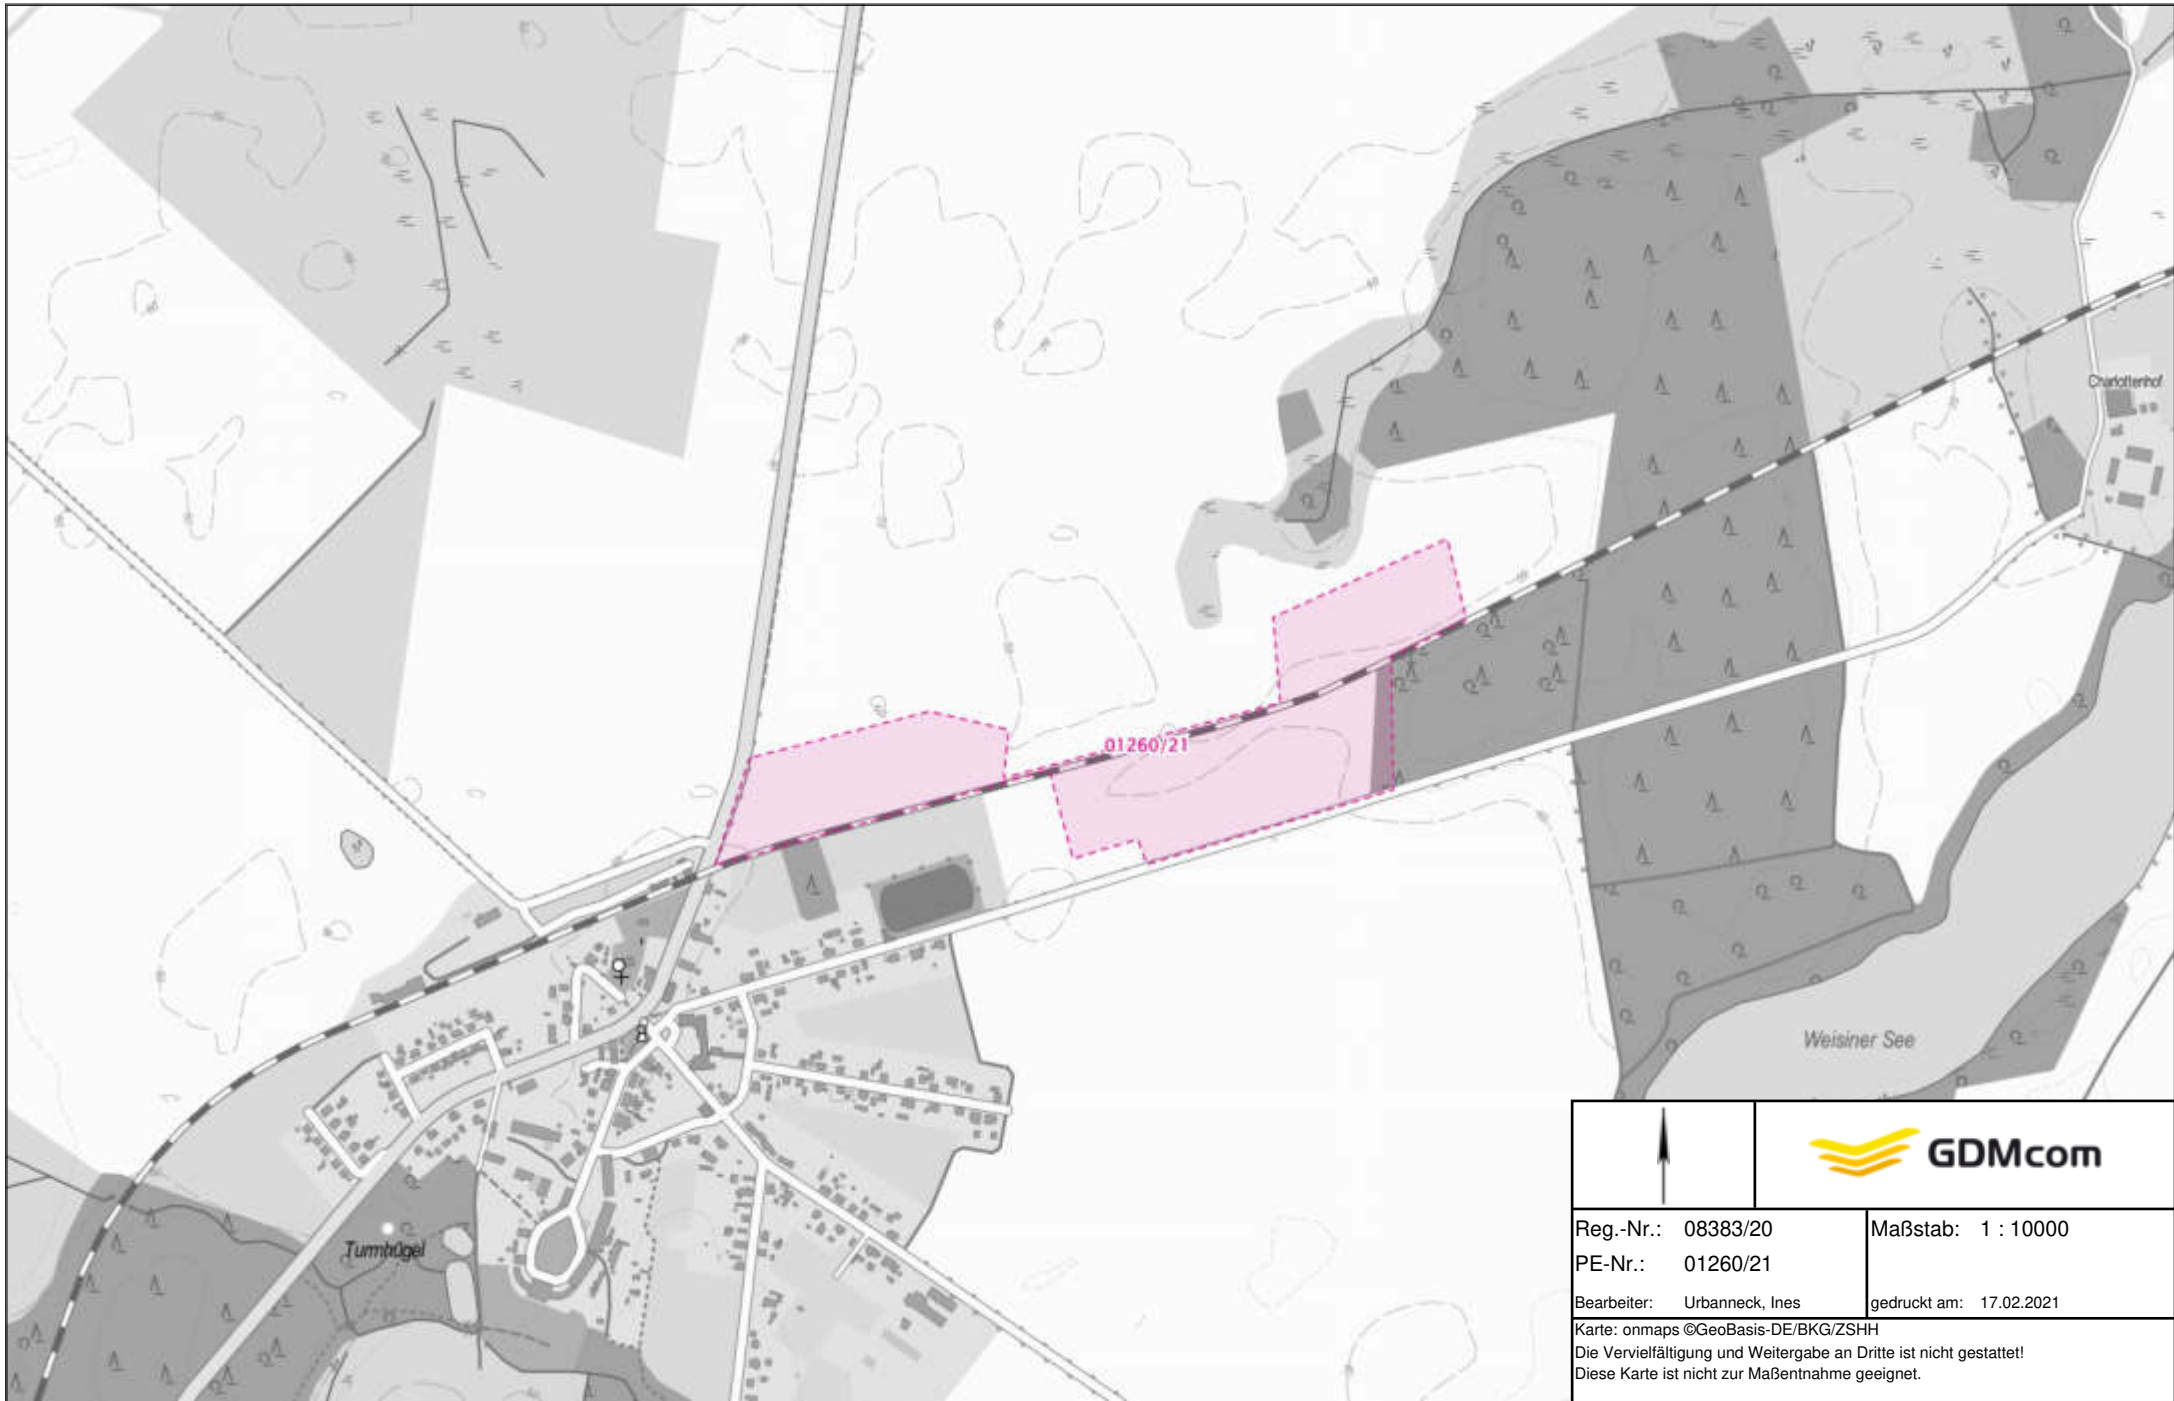 Charlottenhof
01260/21
Weisiner See
Turmhügel
GDMcom
Reg.-Nr.: 08383/20
Maßstab: 1 : 10000
PE-Nr.: 01260/21
Bearbeiter: Urbanneck, Ines
gedruckt am: 17.02.2021
Karte: onmaps ©GeoBasis-DE/BKG/ZSHH
Die Vervielfältigung und Weitergabe an Dritte ist nicht gestattet!
Diese Karte ist nicht zur Maßentnahme geeignet.